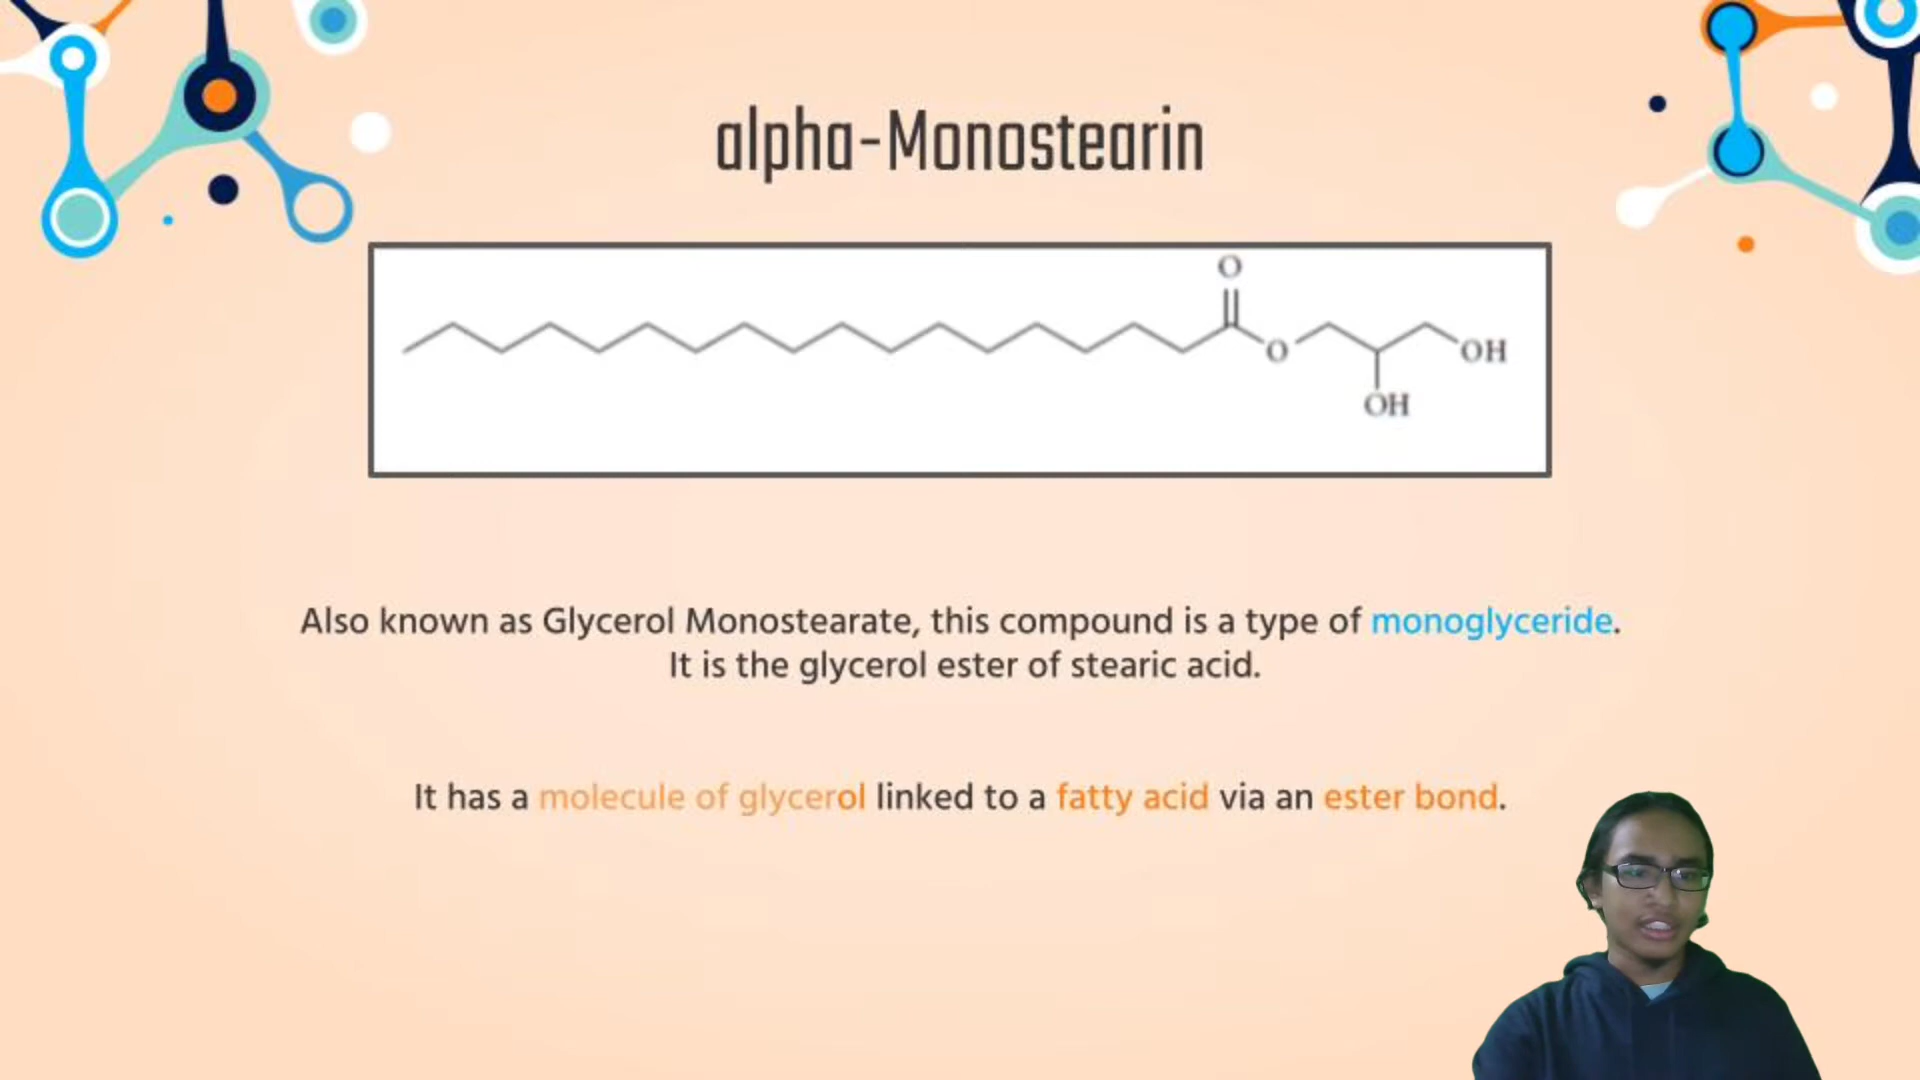 alpha-Monostearin
O
O
OH
OH
Also known as Glycerol Monostearate, this compound is a type of monoglyceride.
It is the glycerol ester of stearic acid.
It has a molecule of glycerol linked to a fatty acid via an ester bond.